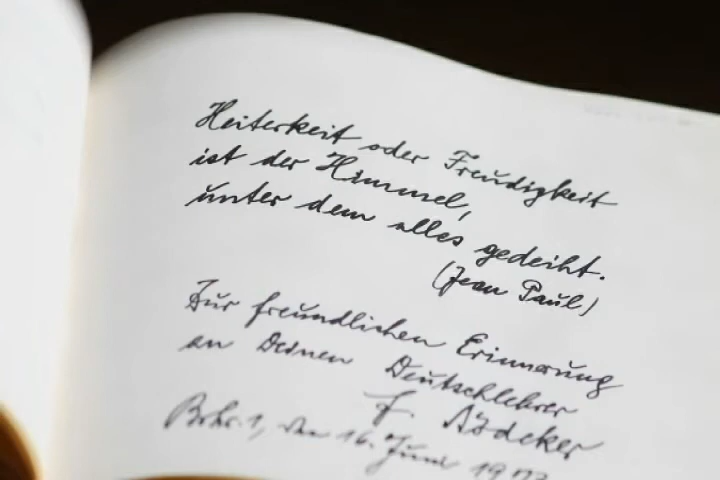 Heiterkeit oder Freudigkeit
ist der Himmel,
unter dem alles gedeiht.
(Jean Paul)
Zur freundlichen Erinnerung
an Deinen Deutschlehrer
F.
den 16. Juni